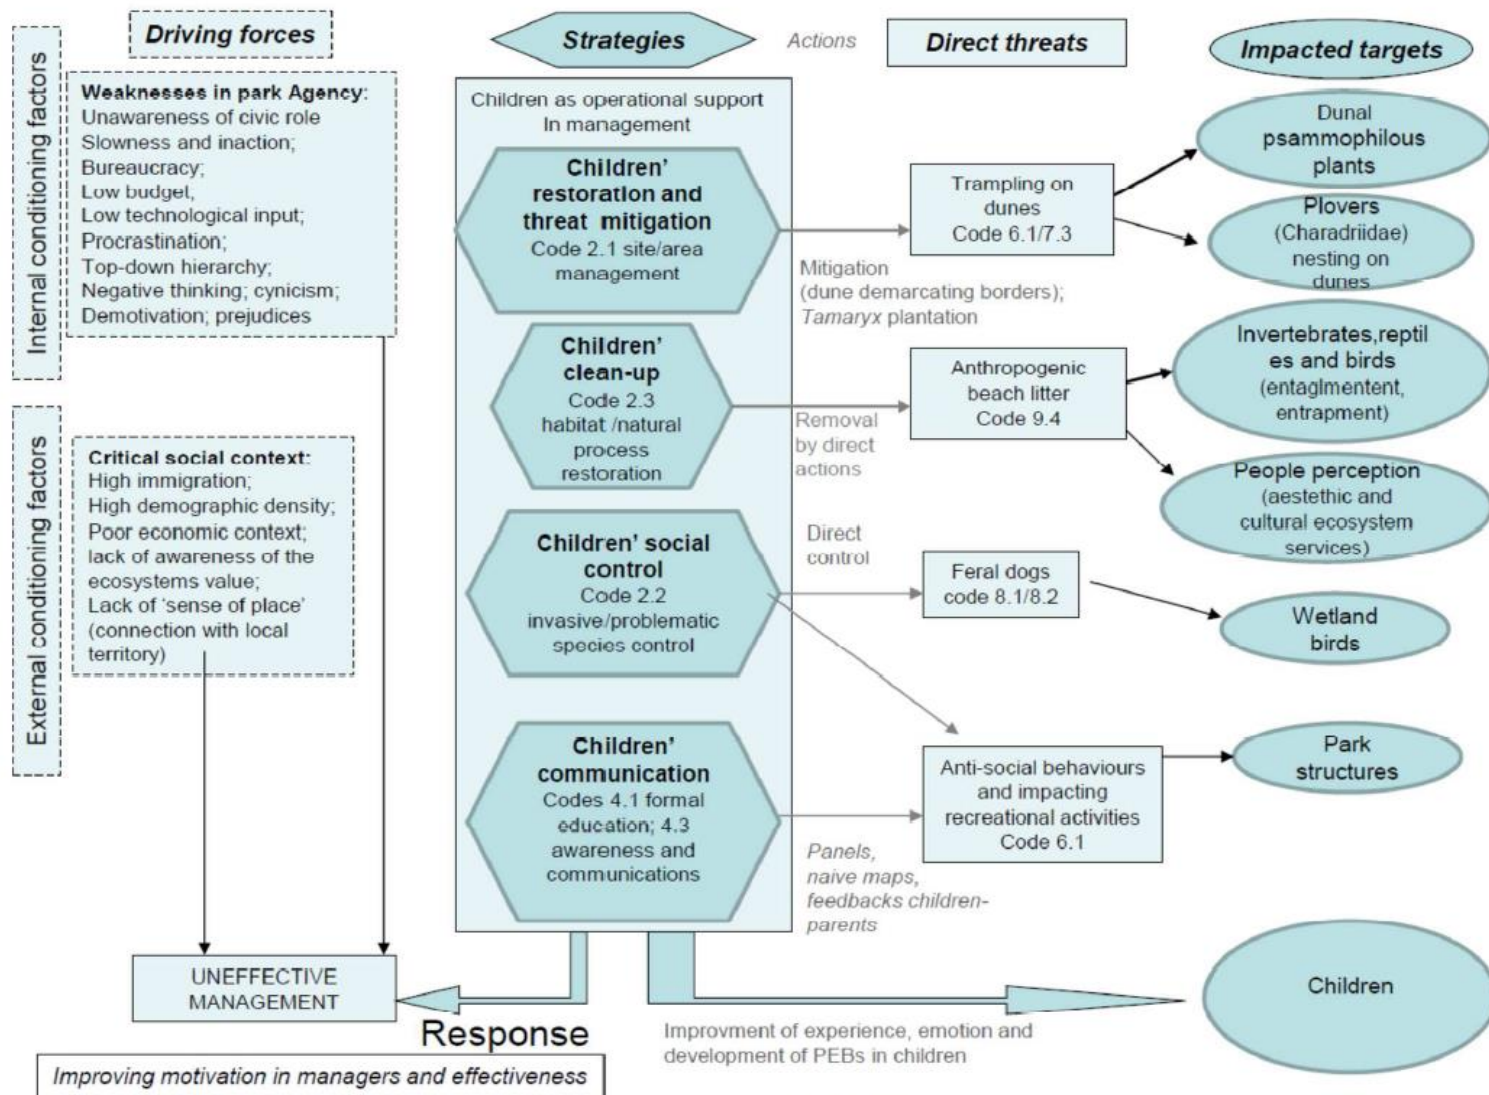 Driving forces
Strategies
Actions
Direct threats
Impacted targets
Internal conditioning factors
Weaknesses in park Agency:
Unawareness of civic role
Slowness and inaction;
Bureaucracy;
Low budget,
Low technological input;
Procrastination;
Top-down hierarchy;
Negative thinking; cynicism;
Demotivation; prejudices
External conditioning factors
Critical social context:
High immigration;
High demographic density;
Poor economic context;
lack of awareness of the
ecosystems value;
Lack of ‘sense of place’
(connection with local
territory)
UNEFFECTIVE
MANAGEMENT
Children as operational support
In management
Children’
restoration and
threat mitigation
Code 2.1 site/area
management
Children’
clean-up
Code 2.3
habitat /natural
process
restoration
Children’ social
control
Code 2.2
invasive/problematic
species control
Children’
communication
Codes 4.1 formal
education; 4.3
awareness and
communications
Mitigation
(dune demarcating borders);
Tamaryx plantation
Removal
by direct
actions
Direct
control
Panels,
naive maps,
feedbacks children-
parents
Trampling on
dunes
Code 6.1/7.3
Anthropogenic
beach litter
Code 9.4
Feral dogs
code 8.1/8.2
Anti-social behaviours
and impacting
recreational activities
Code 6.1
Dunal
psammophilous
plants
Plovers
(Charadriidae)
nesting on
dunes
Invertebrates,reptil
es and birds
(entaglmentent,
entrapment)
People perception
(aestethic and
cultural ecosystem
services)
Wetland
birds
Park
structures
Children
Response
Improvment of experience, emotion and
development of PEBs in children
Improving motivation in managers and effectiveness